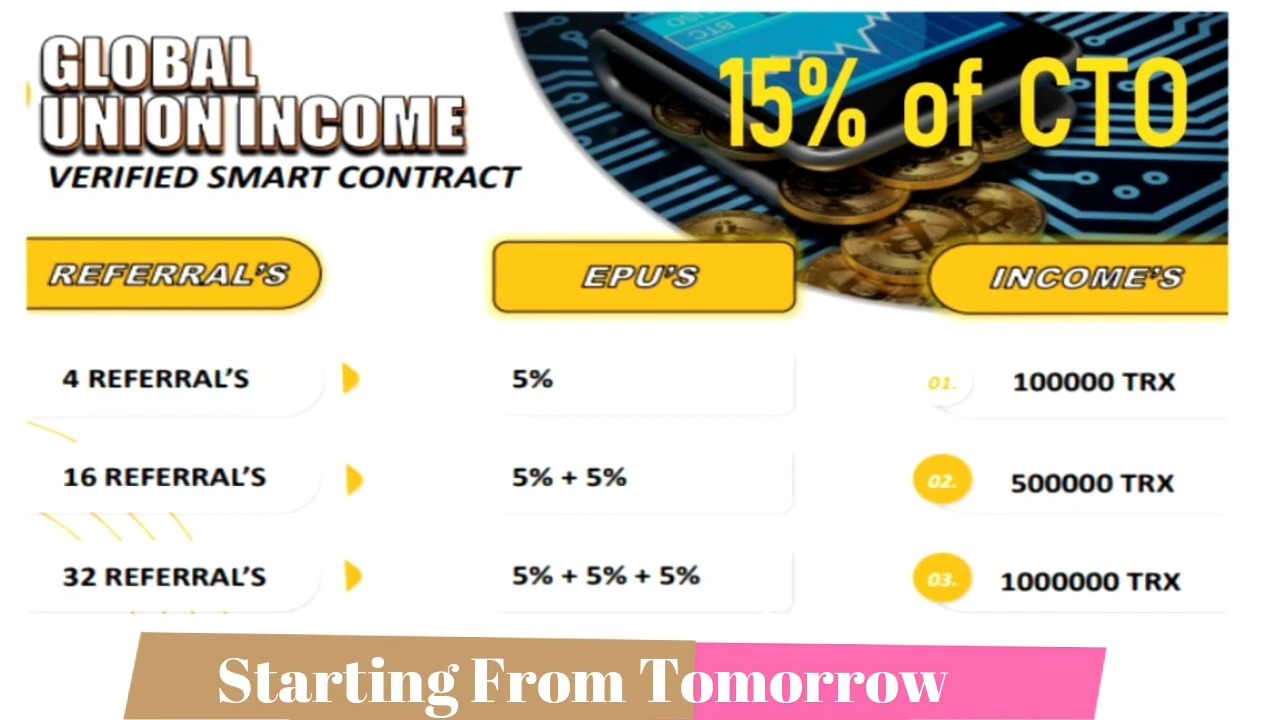 GLOBAL
UNION INCOME
VERIFIED SMART CONTRACT
15% of CTO
BTC
REFERRAL'S
EPU'S
INCOME'S
4 REFERRAL'S
5%
01.
100000 TRX
16 REFERRAL'S
5% + 5%
02.
500000 TRX
32 REFERRAL'S
5% + 5% + 5%
03.
1000000 TRX
Starting From Tomorrow